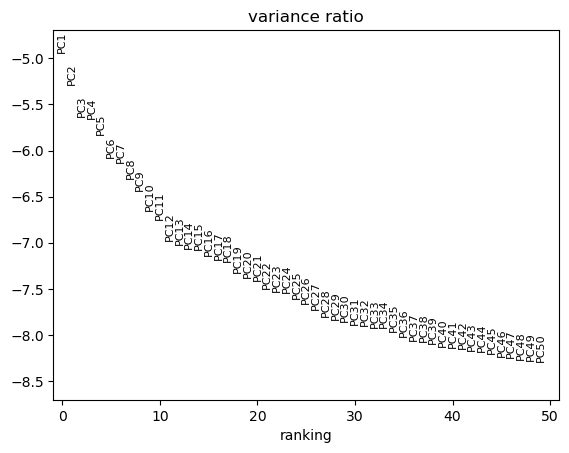 variance ratio
−5.0
−5.5
−6.0
−6.5
−7.0
−7.5
−8.0
−8.5
PC1
PC2
PC3
PC4
PC5
PC6
PC7
PC8
PC9
PC10
PC11
PC12
PC13
PC14
PC15
PC16
PC17
PC18
PC19
PC20
PC21
PC22
PC23
PC24
PC25
PC26
PC27
PC28
PC29
PC30
PC31
PC32
PC33
PC34
PC35
PC36
PC37
PC38
PC39
PC40
PC41
PC42
PC43
PC44
PC45
PC46
PC47
PC48
PC49
PC50
0 10 20 30 40 50
ranking